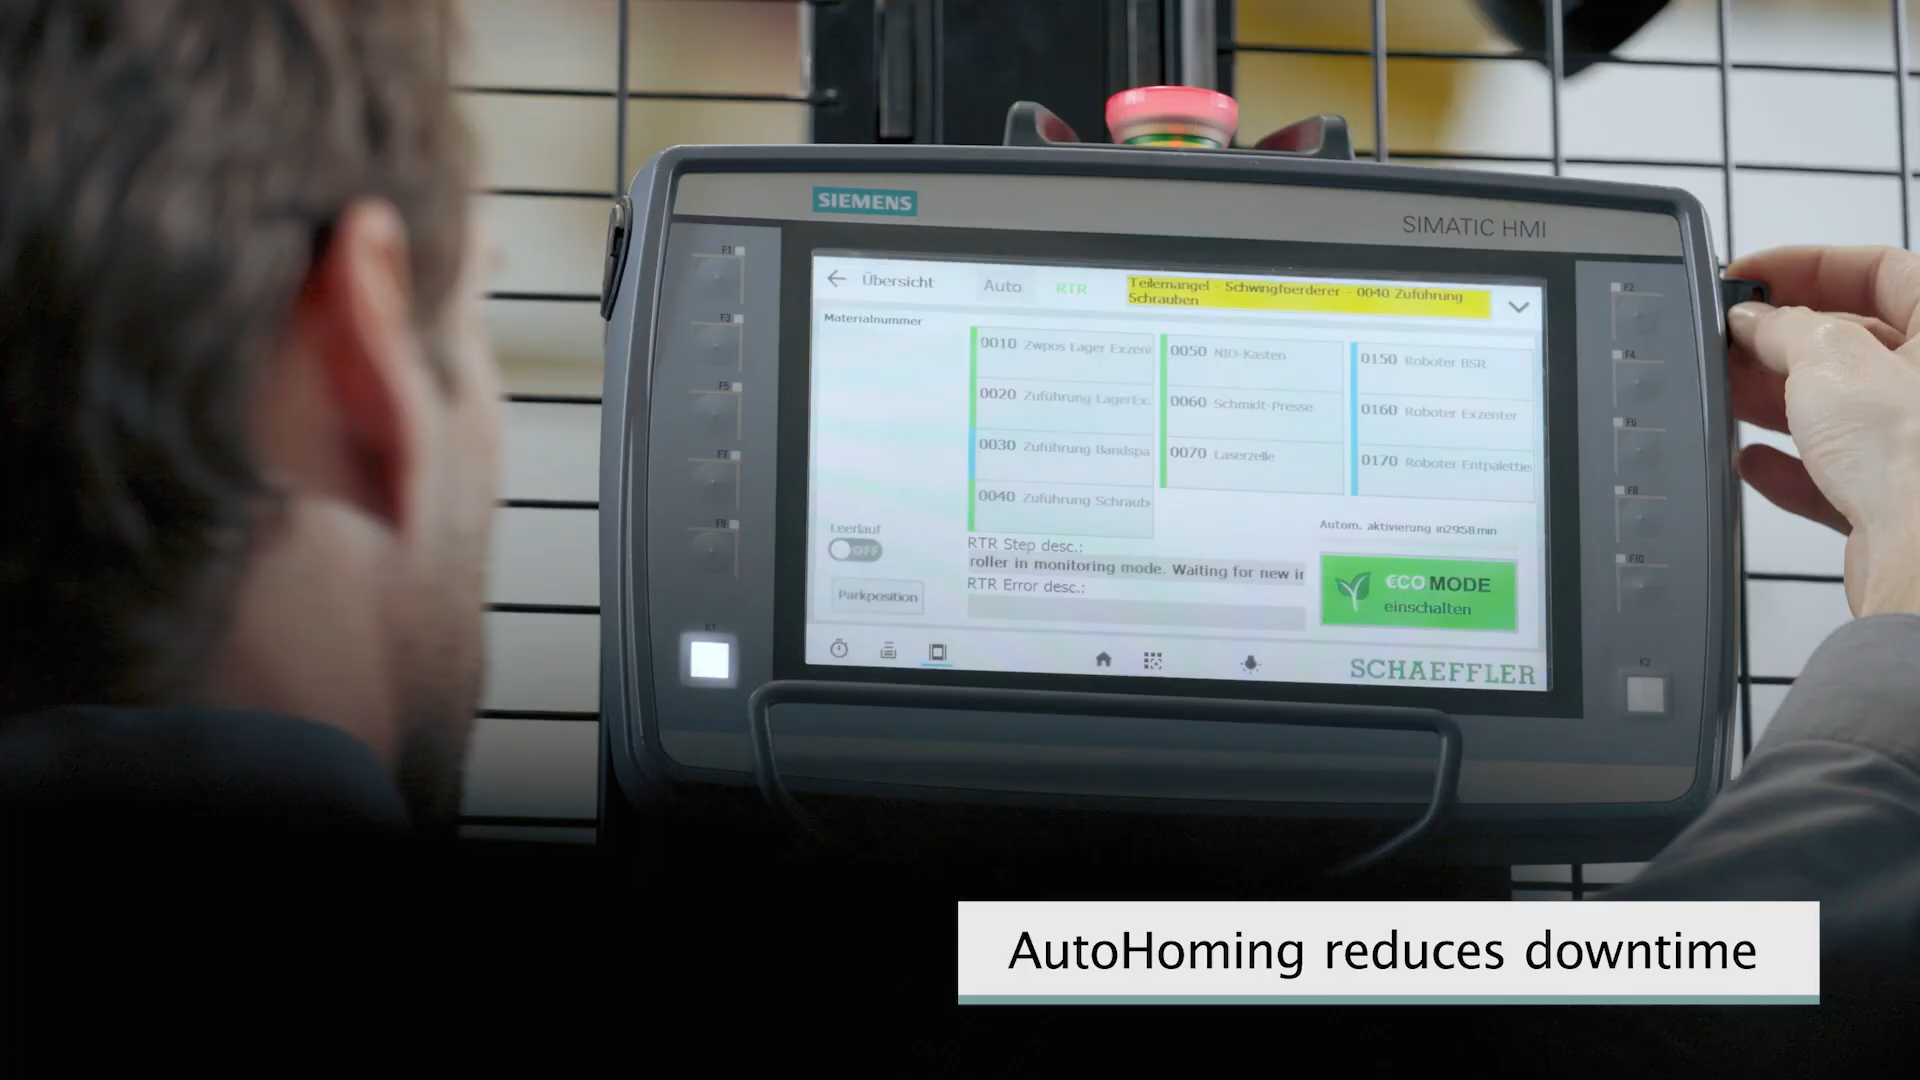 SIEMENS
SIMATIC HMI
F1
F3
F5
F7
F9
K1
F2
F4
F6
F8
F10
K2
Übersicht
Auto
RTR
Teilemangel - Schwingfoerderer - 0040 Zuführung
Schrauben
Materialnummer
0010 Zwpos Lager Exzent
0020 Zuführung LagerEx
0030 Zuführung Bandspa
0040 Zuführung Schraub
0050 NIO-Kasten
0060 Schmidt-Presse
0070 Laserzelle
0150 Roboter BSR
0160 Roboter Exzenter
0170 Roboter Entpalettie
Leerlauf
OFF
Parkposition
RTR Step desc.:
roller in monitoring mode. Waiting for new ir
RTR Error desc.:
Autom. aktivierung in2958min
€CO MODE
einschalten
SCHAEFFLER
AutoHoming reduces downtime